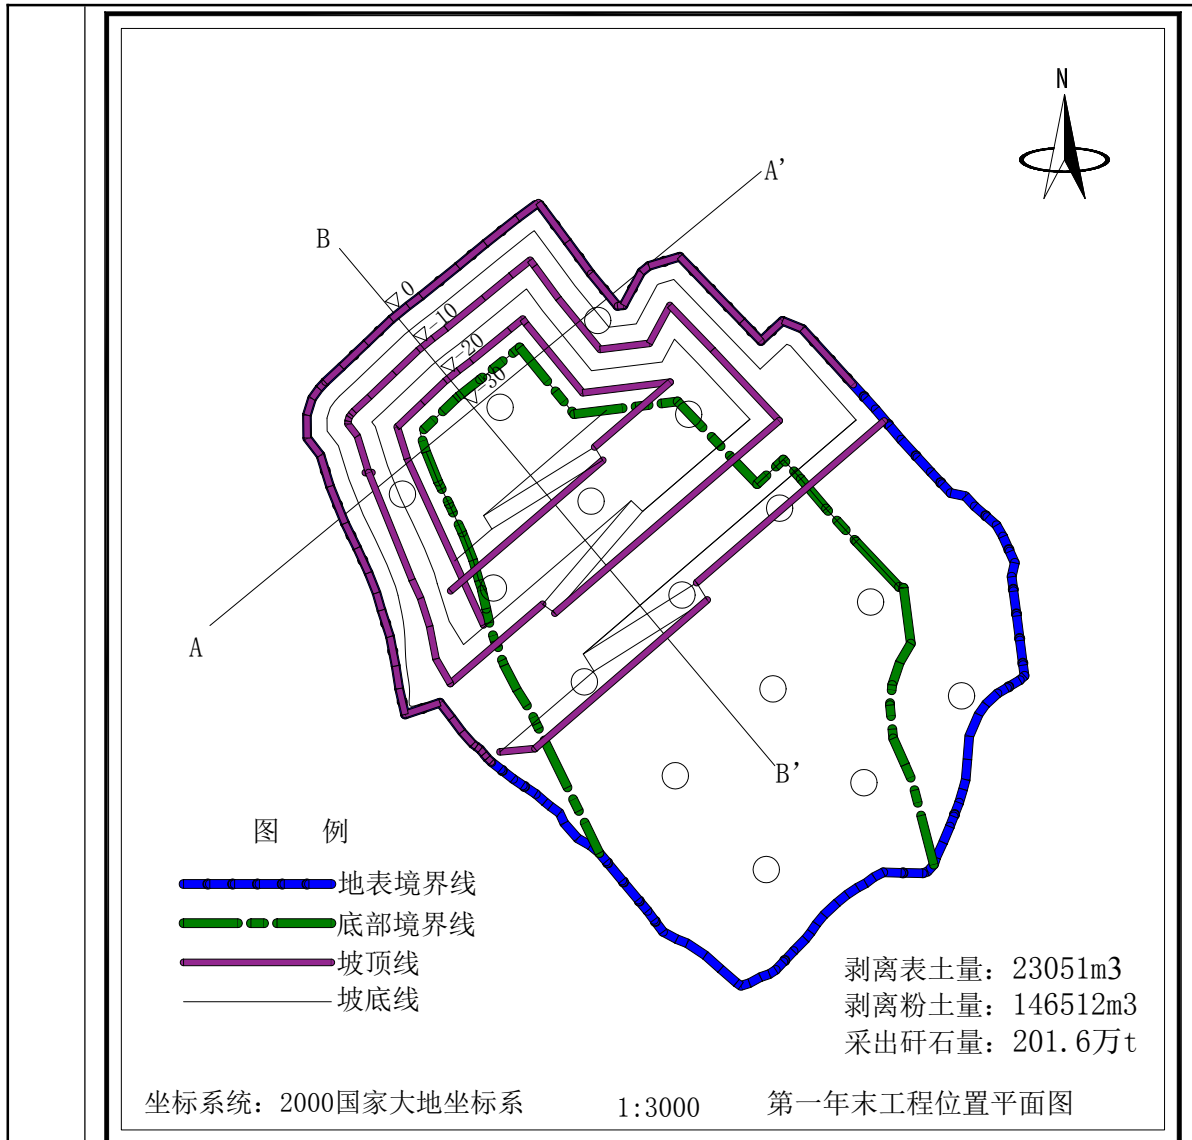 N
A'
B
▽0
▽-10
▽-20
▽-30
A
B'
图 例
地表境界线
底部境界线
坡顶线
坡底线
剥离表土量: 23051m3
剥离粉土量: 146512m3
采出矸石量: 201.6万t
坐标系统: 2000国家大地坐标系 1:3000 第一年末工程位置平面图